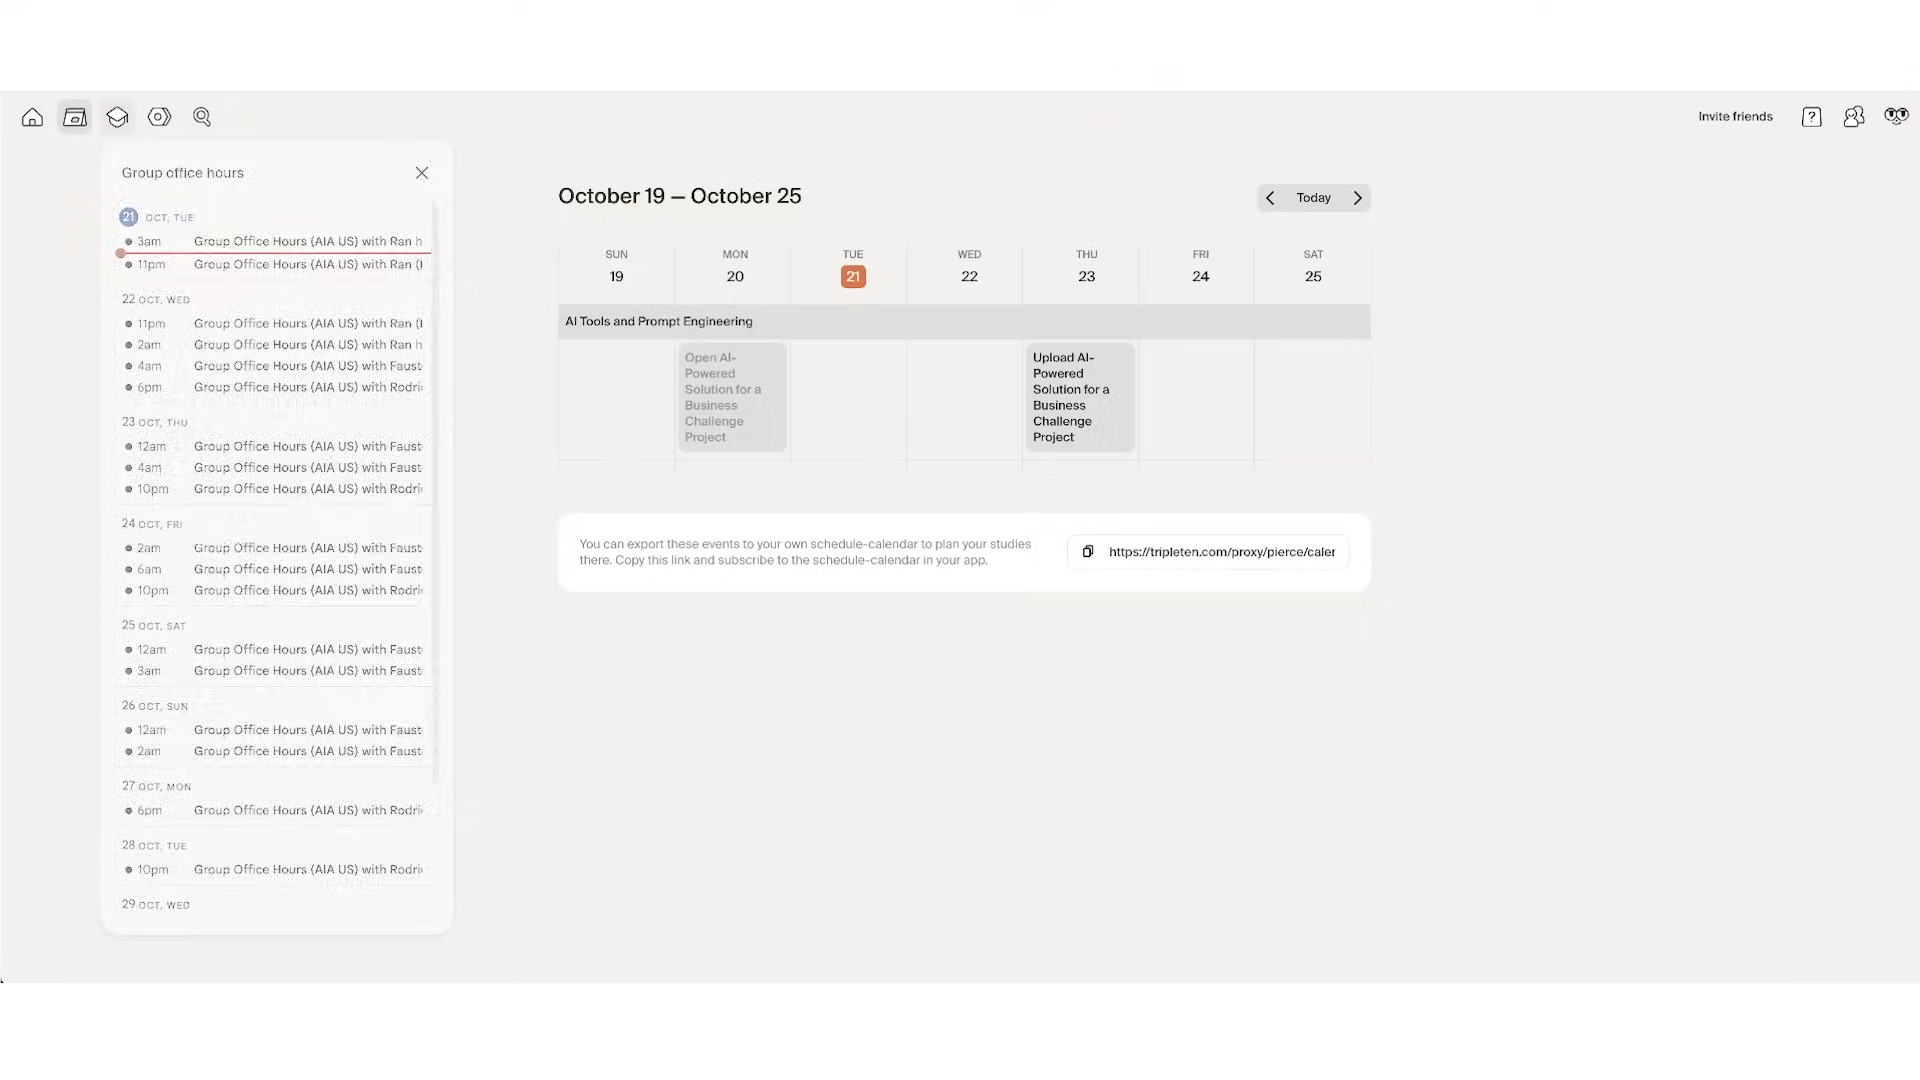 Invite friends
Group office hours
21 OCT, TUE
3am Group Office Hours (AIA US) with Ran h
11pm Group Office Hours (AIA US) with Ran (
22 OCT, WED
11pm Group Office Hours (AIA US) with Ran (
2am Group Office Hours (AIA US) with Ran h
4am Group Office Hours (AIA US) with Faust
6pm Group Office Hours (AIA US) with Rodri
23 OCT, THU
12am Group Office Hours (AIA US) with Faust
4am Group Office Hours (AIA US) with Faust
10pm Group Office Hours (AIA US) with Rodri
24 OCT, FRI
2am Group Office Hours (AIA US) with Faust
6am Group Office Hours (AIA US) with Faust
10pm Group Office Hours (AIA US) with Rodri
25 OCT, SAT
12am Group Office Hours (AIA US) with Faust
3am Group Office Hours (AIA US) with Faust
26 OCT, SUN
12am Group Office Hours (AIA US) with Faust
2am Group Office Hours (AIA US) with Faust
27 OCT, MON
6pm Group Office Hours (AIA US) with Rodri
28 OCT, TUE
10pm Group Office Hours (AIA US) with Rodri
29 OCT, WED
October 19 — October 25
Today
SUN MON TUE WED THU FRI SAT
19 20 21 22 23 24 25
AI Tools and Prompt Engineering
Open AI-
Powered
Solution for a
Business
Challenge
Project
Upload AI-
Powered
Solution for a
Business
Challenge
Project
You can export these events to your own schedule-calendar to plan your studies
there. Copy this link and subscribe to the schedule-calendar in your app.
https://tripleten.com/proxy/pierce/caler